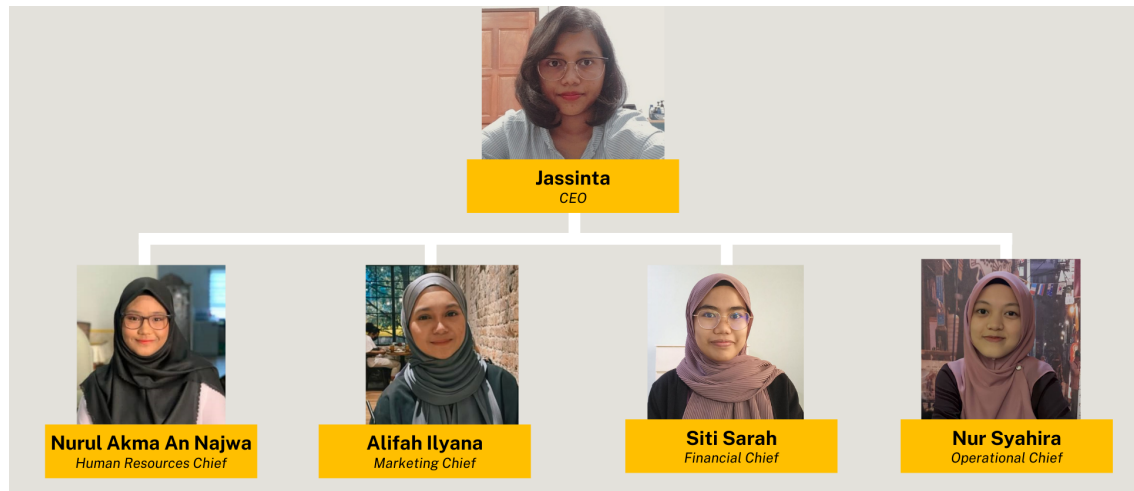 Jassinta
CEO
Nurul Akma An Najwa
Human Resources Chief
Alifah Ilyana
Marketing Chief
Siti Sarah
Financial Chief
Nur Syahira
Operational Chief